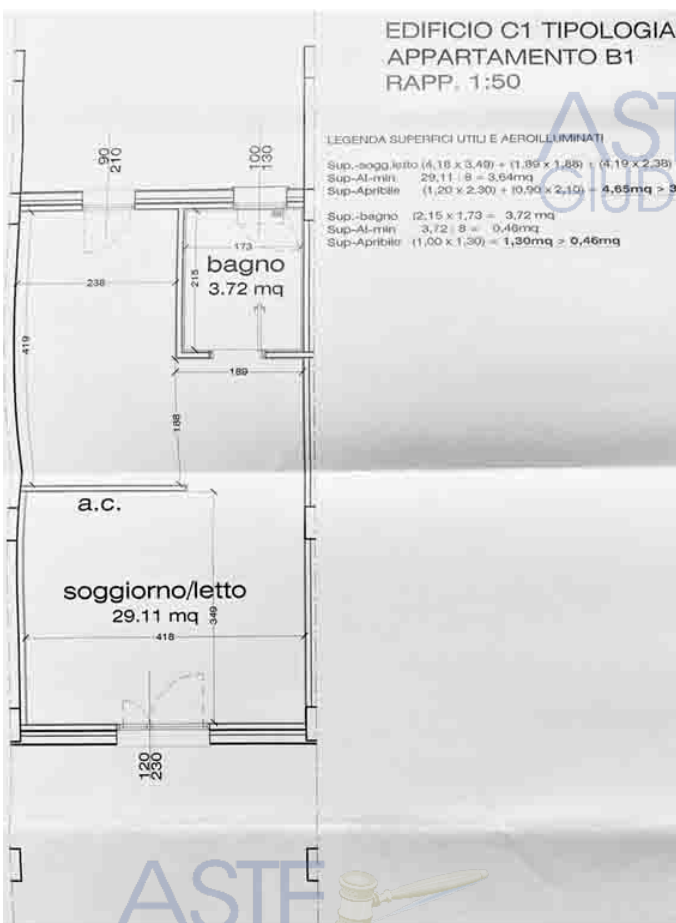 EDIFICIO C1 TIPOLOGIA
APPARTAMENTO B1
RAPP. 1:50
AST
GIUD
LEGENDA SUPERFICI UTILI E AEROILLUMINATI
Sup.-sogg.letto (4,18 x 3,49) + (1,89 x 1,88) + (4,19 x 2,38)
Sup-AI-min 29,11 : 8 = 3,64mq
Sup-Apribile (1,20 x 2,30) + (0,90 x 2,10) = 4,65mq > 3
Sup.-bagno (2,15 x 1,73 = 3,72 mq
Sup-AI-min 3,72 : 8 = 0,46mq
Sup-Apribile (1,00 x 1,30) = 1,30mq > 0,46mq
90
210
100
130
173
bagno
3.72 mq
215
238
419
189
188
a.c.
soggiorno/letto
29.11 mq
349
418
120
230
ASTE